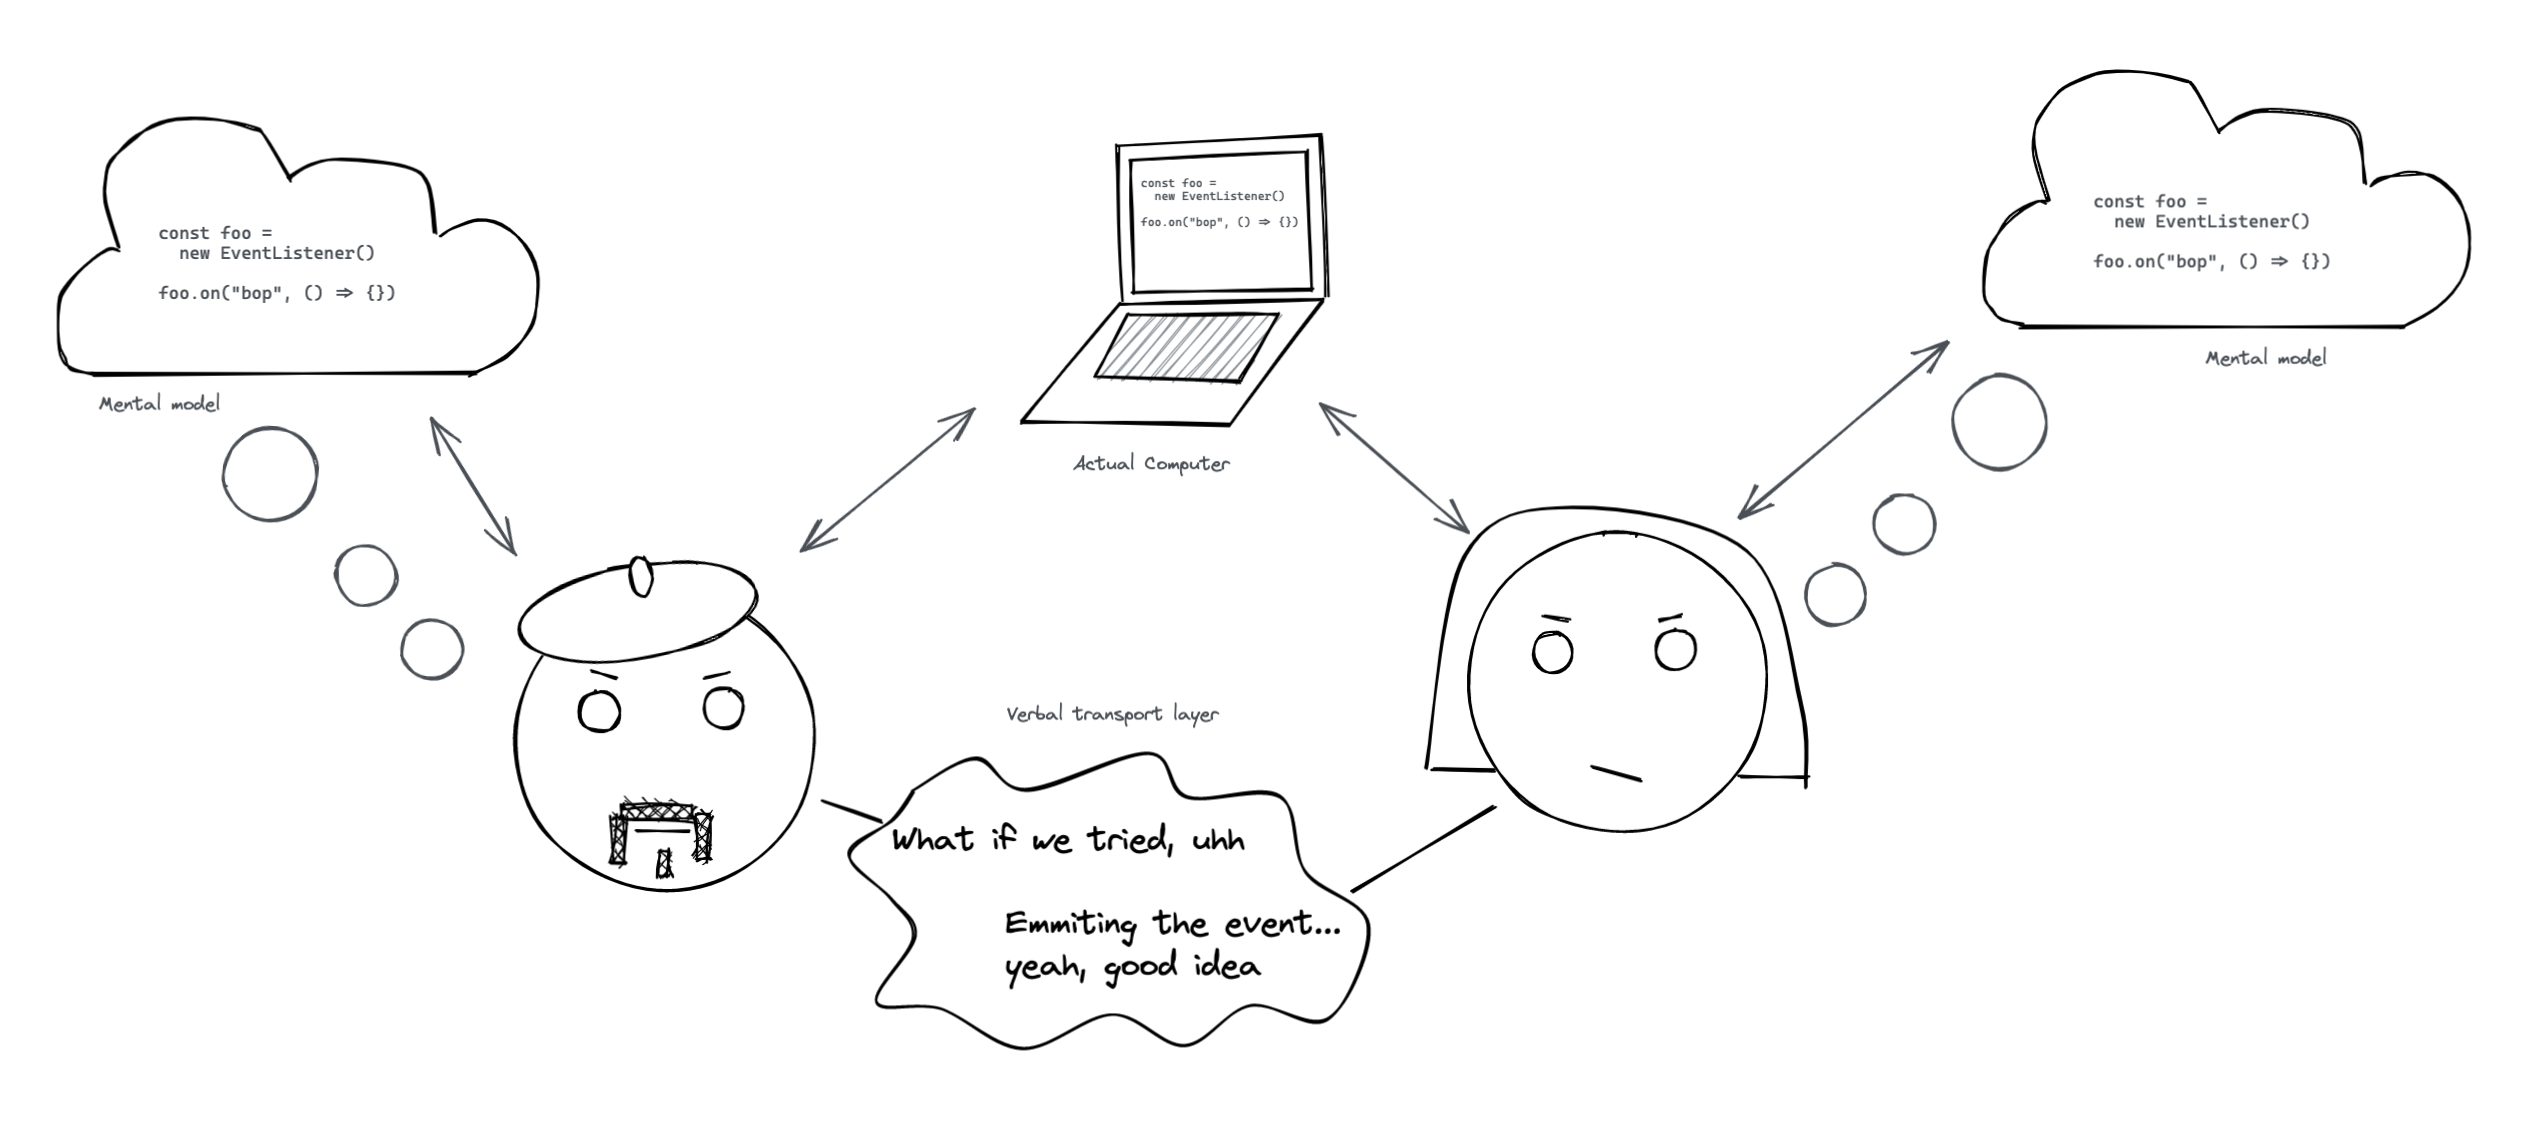 const foo =
  new EventListener()
foo.on("bop", () => {})
Mental model
const foo =
  new EventListener()
foo.on("bop", () => {})
Actual Computer
const foo =
  new EventListener()
foo.on("bop", () => {})
Mental model
Verbal transport layer
What if we tried, uhh
Emmiting the event...
yeah, good idea